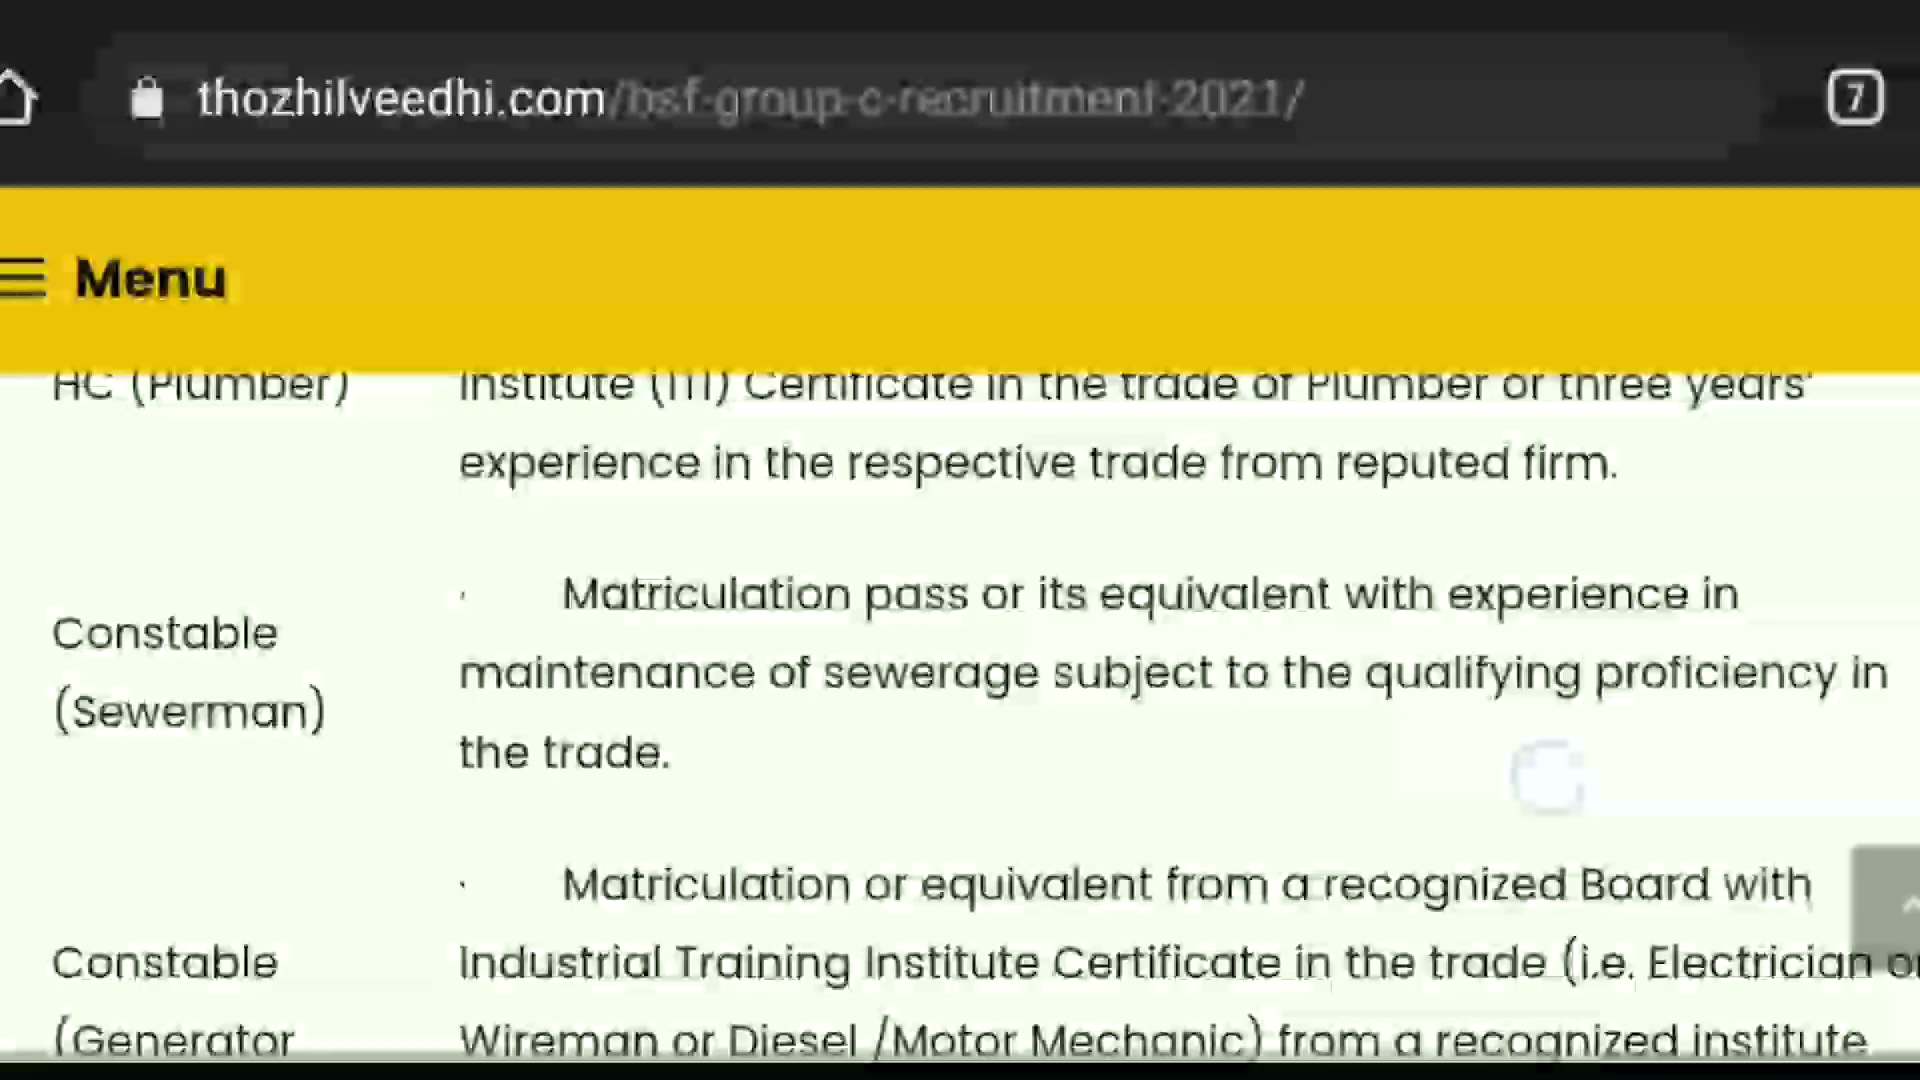 thozhilveedhi.com/bsf-group-c-recruitment-2021/
7
Menu
HC (Plumber)
Institute (ITI) Certificate in the trade of Plumber or three years'
experience in the respective trade from reputed firm.
Constable
(Sewerman)
· Matriculation pass or its equivalent with experience in
maintenance of sewerage subject to the qualifying proficiency in
the trade.
Constable
(Generator
· Matriculation or equivalent from a recognized Board with
Industrial Training Institute Certificate in the trade (i.e. Electrician or
Wireman or Diesel /Motor Mechanic) from a recognized institute